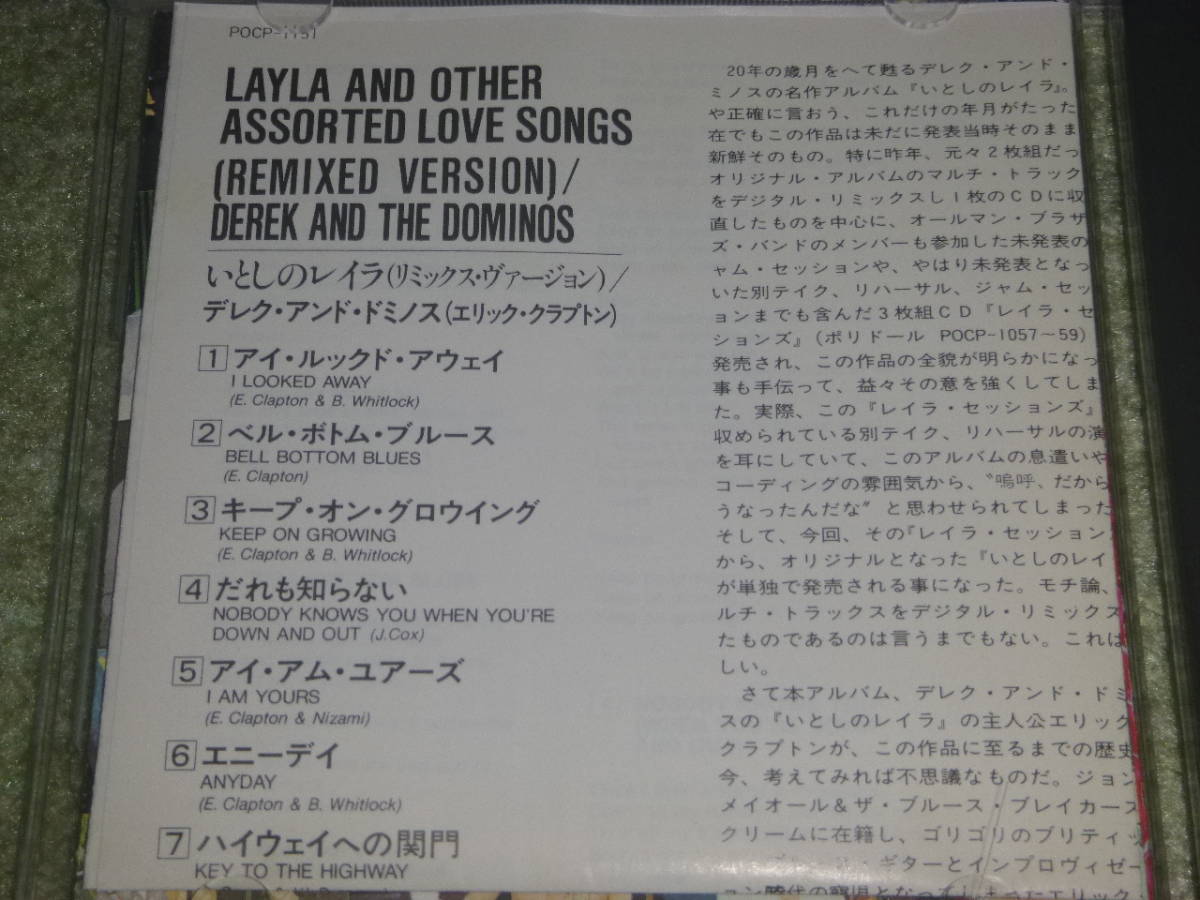 POCP-1151
LAYLA AND OTHER
ASSORTED LOVE SONGS
(REMIXED VERSION)/
DEREK AND THE DOMINOS
いとしのレイラ(リミックス・ヴァージョン)/
デレク・アンド・ドミノス(エリック・クラプトン)
1 アイ・ルックド・アウェイ
I LOOKED AWAY
(E. Clapton & B. Whitlock)
2 ベル・ボトム・ブルース
BELL BOTTOM BLUES
(E. Clapton)
3 キープ・オン・グロウイング
KEEP ON GROWING
(E. Clapton & B. Whitlock)
4 だれも知らない
NOBODY KNOWS YOU WHEN YOU'RE
DOWN AND OUT (J.Cox)
5 アイ・アム・ユアーズ
I AM YOURS
(E. Clapton & Nizami)
6 エニーデイ
ANYDAY
(E. Clapton & B. Whitlock)
7 ハイウェイへの関門
KEY TO THE HIGHWAY
20年の歳月をへて甦るデレク・アンド・
ミノスの名作アルバム『いとしのレイラ』。
や正確に言おう、これだけの年月がたった
在でもこの作品は未だに発表当時そのまま
新鮮そのもの。特に昨年、元々2枚組だっ
オリジナル・アルバムのマルチ・トラック
をデジタル・リミックスし1枚のCDに収
直したものを中心に、オールマン・ブラザ
ズ・バンドのメンバーも参加した未発表の
ャム・セッションや、やはり未発表となっ
いた別テイク、リハーサル、ジャム・セッ
ョンまでも含んだ3枚組CD『レイラ・セ
ションズ』(ポリドール POCP-1057~59)
発売され、この作品の全貌が明らかになっ
事も手伝って、益々その意を強くしてしま
た。実際、この『レイラ・セッションズ』
収められている別テイク、リハーサルの演
を耳にしていて、このアルバムの息遣いや
コーディングの雰囲気から、"嗚呼、だから
うなったんだな" と思わせられてしまった
そして、今回、その『レイラ・セッション
から、オリジナルとなった『いとしのレイ
が単独で発売される事になった。モチ論、
ルチ・トラックスをデジタル・リミックス
たものであるのは言うまでもない。これは
しい。
さて本アルバム、デレク・アンド・ドミ
スの『いとしのレイラ』の主人公エリック
クラプトンが、この作品に至るまでの歴史
今、考えてみれば不思議なものだ。ジョン
メイオール&ザ・ブルース・ブレイカーズ
クリームに在籍し、ゴリゴリのブリティッ
ギターとインプロヴィゼー
ョン時代の寵児となってしまったエリック・